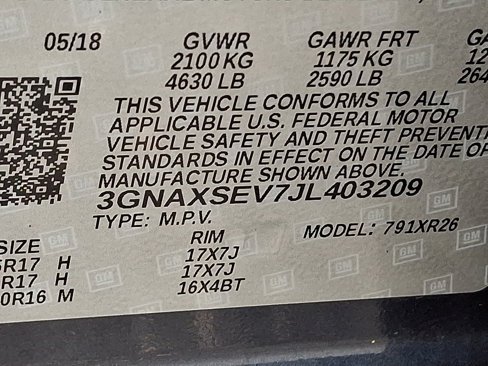 05/18 GVWR GAWR FRT
2100 KG 1175 KG
4630 LB 2590 LB
THIS VEHICLE CONFORMS TO ALL
APPLICABLE U.S. FEDERAL MOTOR
VEHICLE SAFETY AND THEFT PREVENTI
STANDARDS IN EFFECT ON THE DATE OF
MANUFACTURE SHOWN ABOVE.
3GNAXSEV7JL403209
TYPE: M.P.V. MODEL: 791XR26
SIZE RIM
R17 H 17X7J
R17 H 17X7J
0R16 M 16X4BT